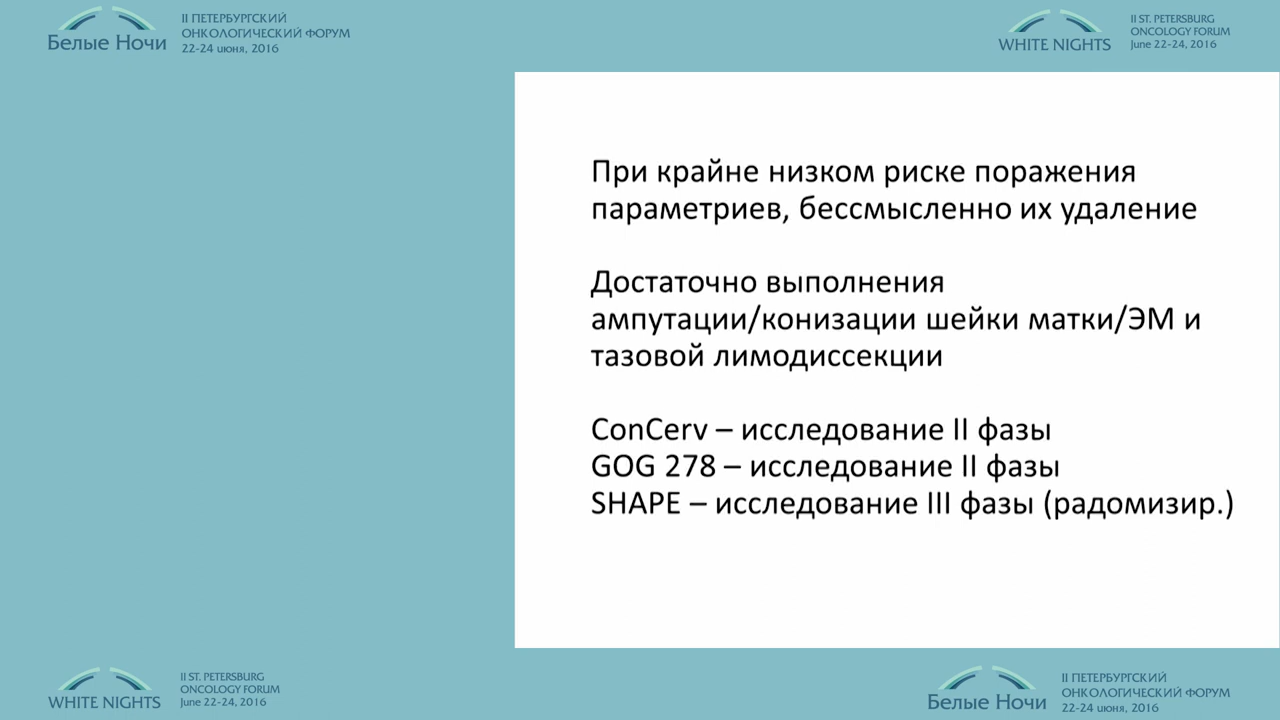 Белые Ночи
II ПЕТЕРБУРГСКИЙ
ОНКОЛОГИЧЕСКИЙ ФОРУМ
22-24 июня, 2016
WHITE NIGHTS
II ST. PETERSBURG
ONCOLOGY FORUM
June 22-24, 2016
При крайне низком риске поражения
параметриев, бессмысленно их удаление
Достаточно выполнения
ампутации/конизации шейки матки/ЭМ и
тазовой лимодиссекции
ConCerv – исследование II фазы
GOG 278 – исследование II фазы
SHAPE – исследование III фазы (радомизир.)
WHITE NIGHTS
II ST. PETERSBURG
ONCOLOGY FORUM
June 22-24, 2016
Белые Ночи
II ПЕТЕРБУРГСКИЙ
ОНКОЛОГИЧЕСКИЙ ФОРУМ
22-24 июня, 2016